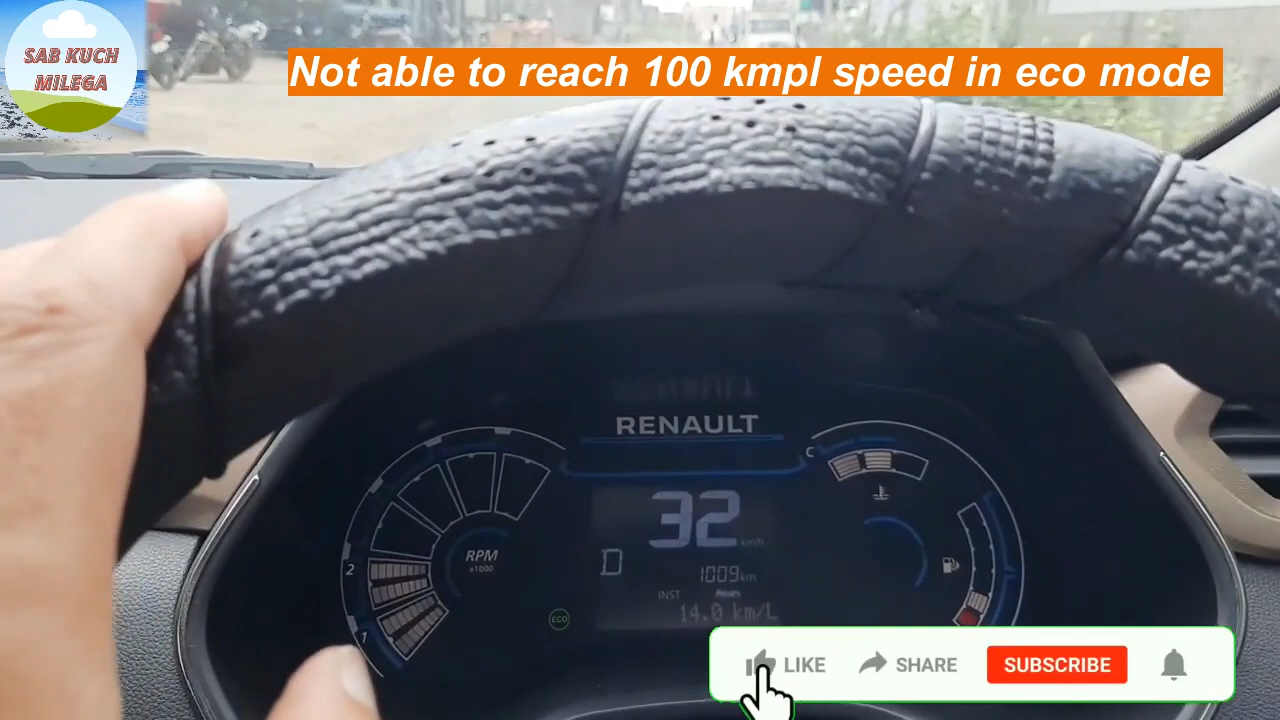 SAB KUCH
MILEGA
Not able to reach 100 kmpl speed in eco mode
RENAULT
C
32
km/h
D
1009km
INST
14.0 km/L
RPM
x1000
2
1
ECO
LIKE
SHARE
SUBSCRIBE